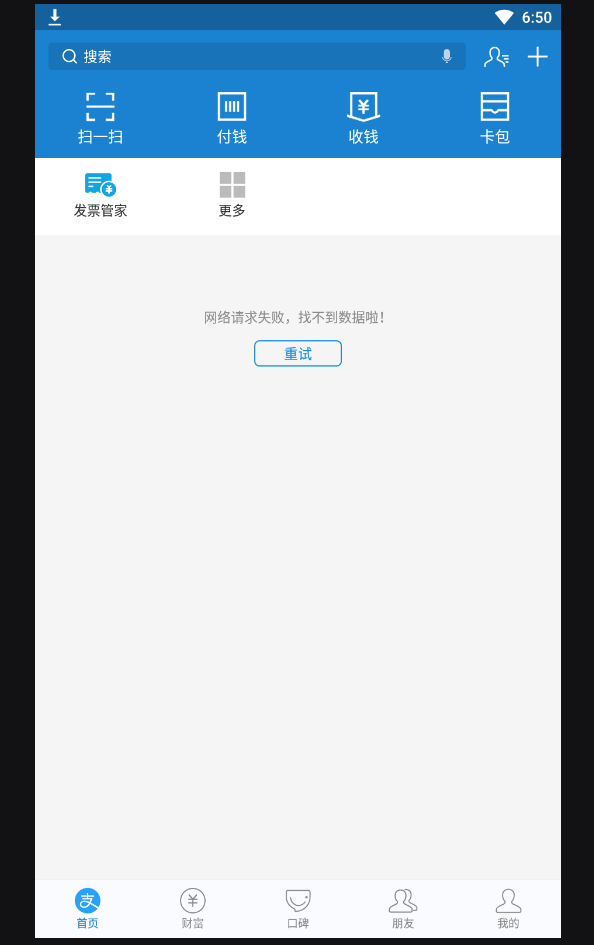 6:50
搜索
扫一扫 付钱 收钱 卡包
发票管家 更多
网络请求失败，找不到数据啦！
重试
首页 财富 口碑 朋友 我的